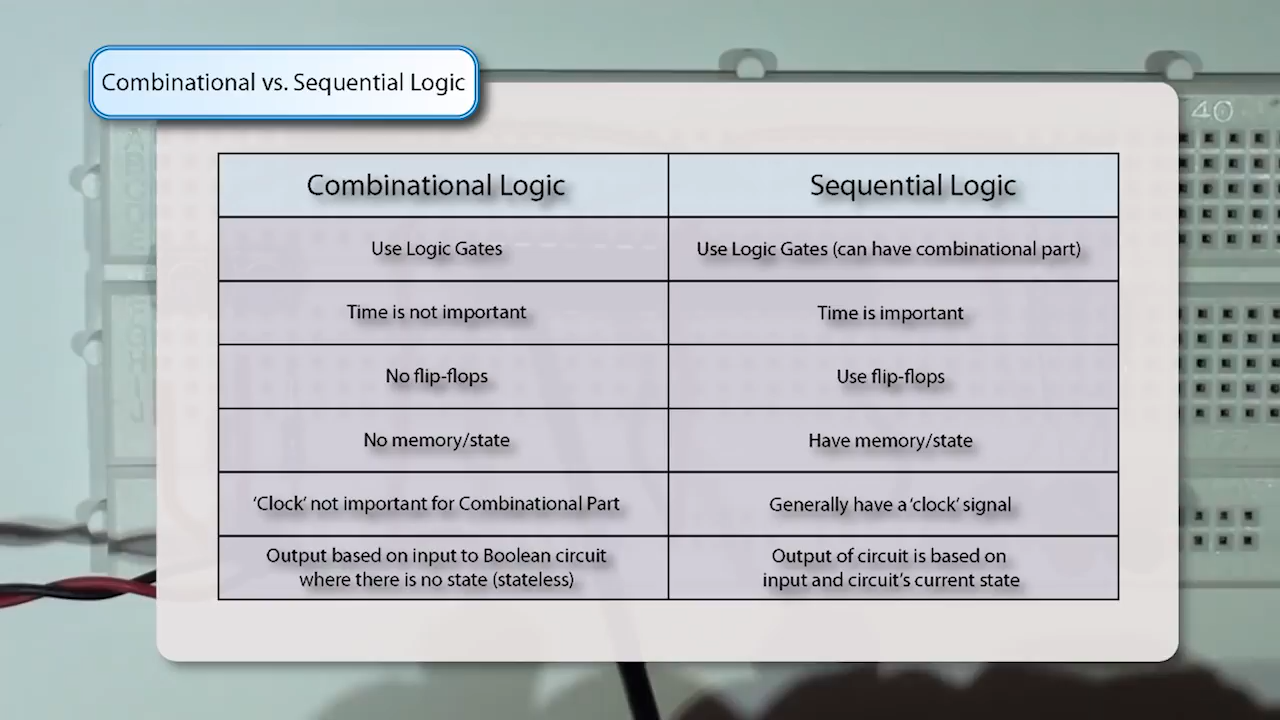 Combinational vs. Sequential Logic
40
Combinational Logic
Sequential Logic
Use Logic Gates
Use Logic Gates (can have combinational part)
Time is not important
Time is important
No flip-flops
Use flip-flops
No memory/state
Have memory/state
‘Clock’ not important for Combinational Part
Generally have a ‘clock’ signal
Output based on input to Boolean circuit
where there is no state (stateless)
Output of circuit is based on
input and circuit’s current state